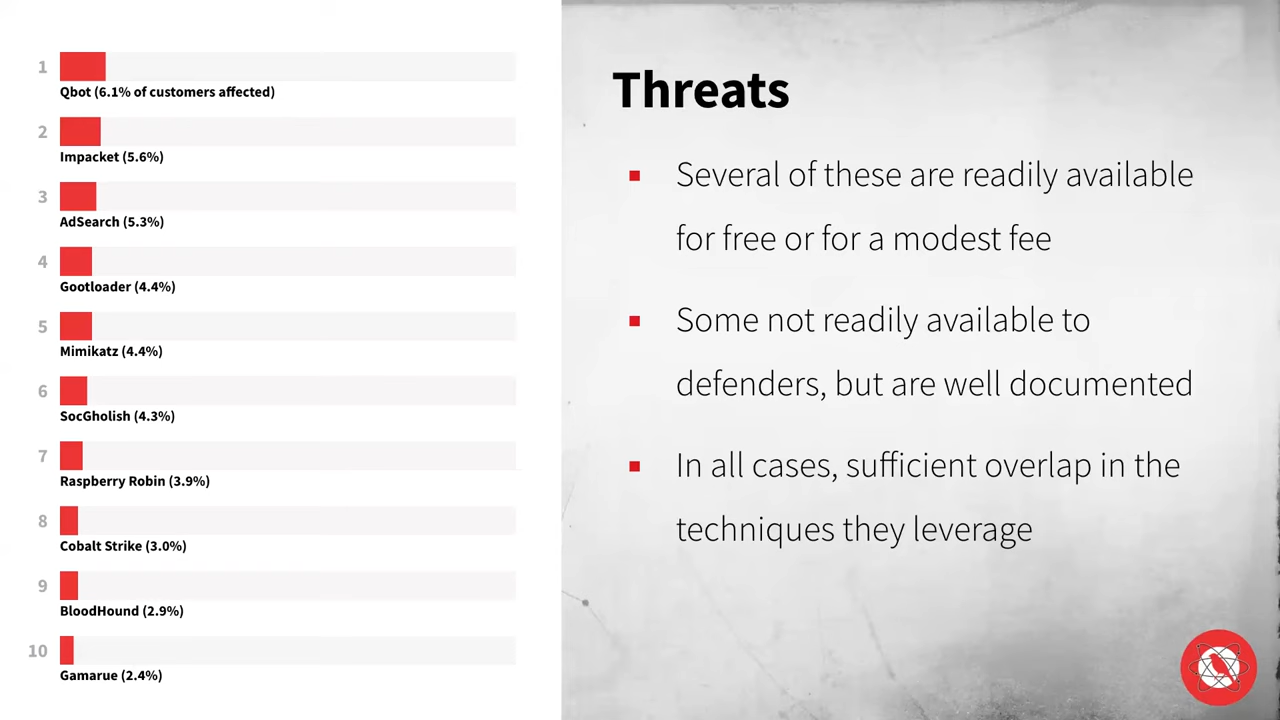 1
Qbot (6.1% of customers affected)
2
Impacket (5.6%)
3
AdSearch (5.3%)
4
Gootloader (4.4%)
5
Mimikatz (4.4%)
6
SocGholish (4.3%)
7
Raspberry Robin (3.9%)
8
Cobalt Strike (3.0%)
9
BloodHound (2.9%)
10
Gamarue (2.4%)
Threats
Several of these are readily available
for free or for a modest fee
Some not readily available to
defenders, but are well documented
In all cases, sufficient overlap in the
techniques they leverage